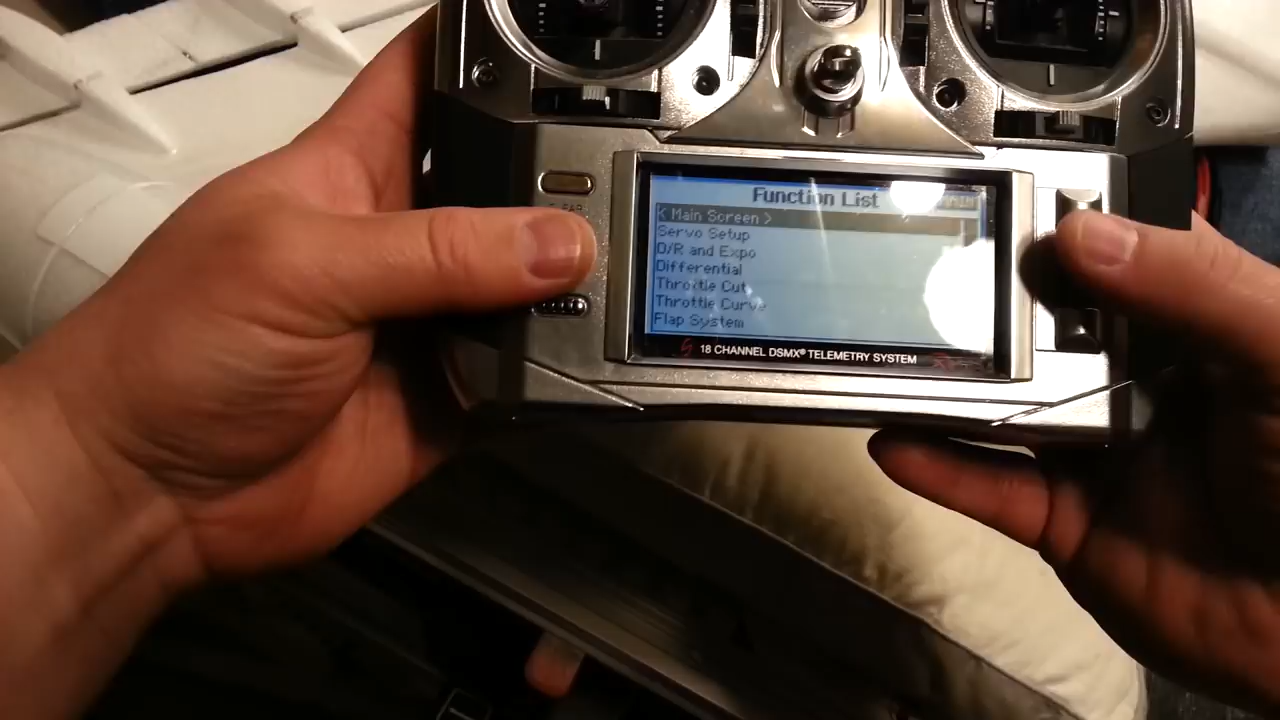 Function List
< Main Screen >
Servo Setup
D/R and Expo
Differential
Throttle Cut
Throttle Curve
Flap System
18 CHANNEL DSMX® TELEMETRY SYSTEM